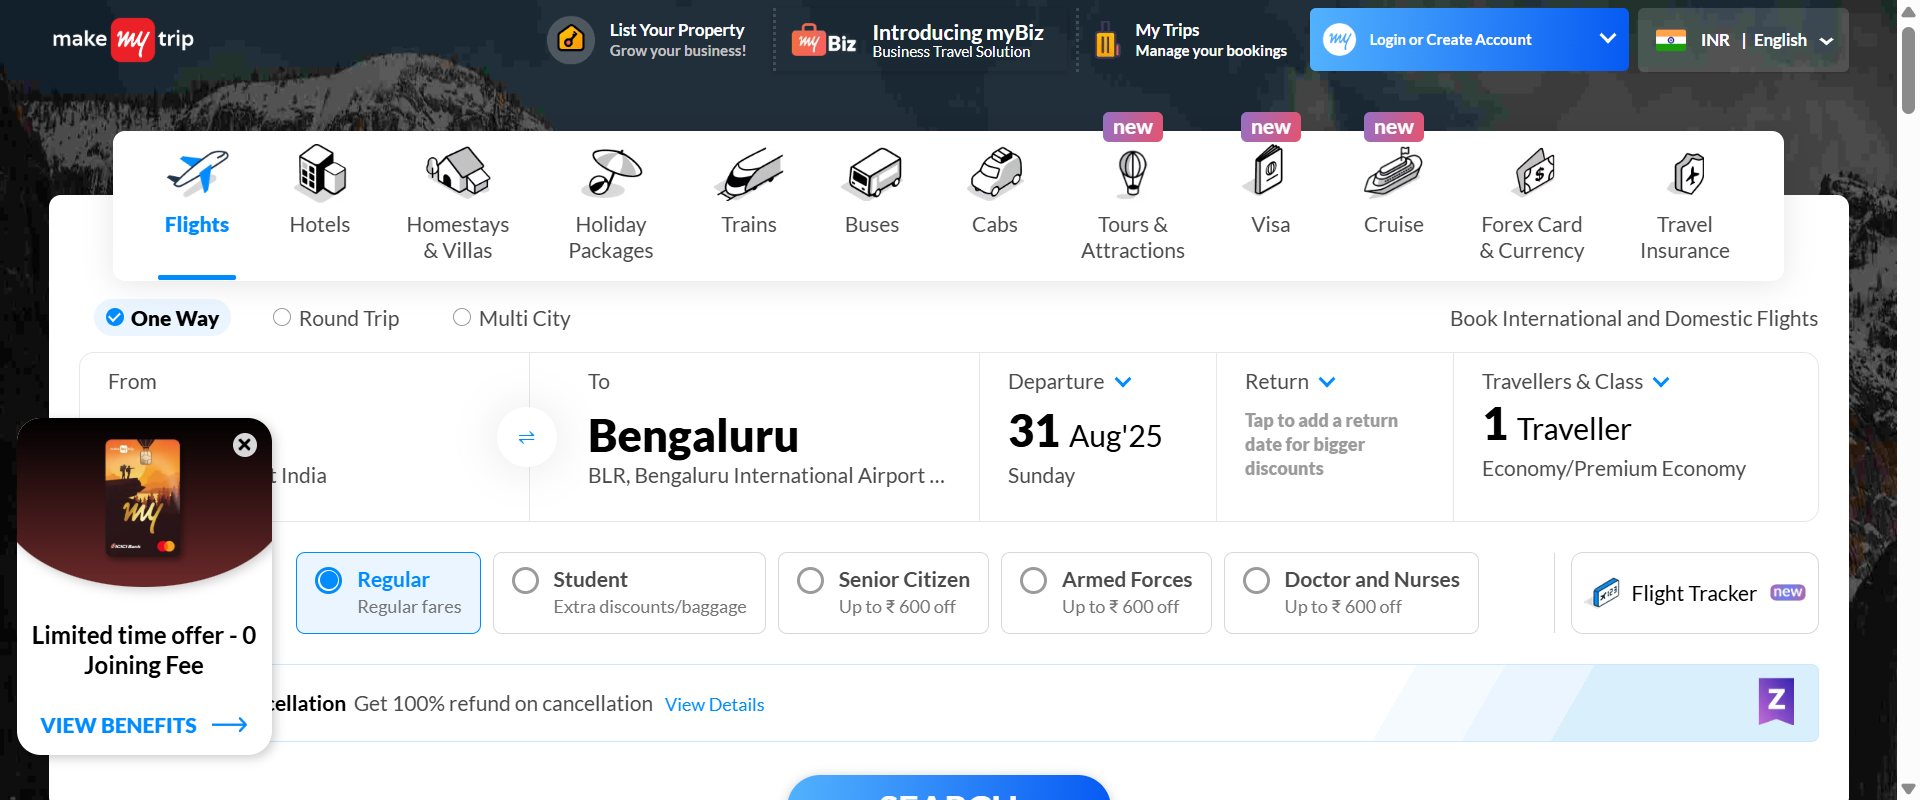 make my trip
List Your Property
Grow your business!
my Biz
Introducing myBiz
Business Travel Solution
My Trips
Manage your bookings
my
Login or Create Account
INR | English
new
new
new
Flights
Hotels
Homestays
& Villas
Holiday
Packages
Trains
Buses
Cabs
Tours &
Attractions
Visa
Cruise
Forex Card
& Currency
Travel
Insurance
One Way
Round Trip
Multi City
Book International and Domestic Flights
From
t India
To
Bengaluru
BLR, Bengaluru International Airport ...
Departure
31 Aug'25
Sunday
Return
Tap to add a return
date for bigger
discounts
Travellers & Class
1 Traveller
Economy/Premium Economy
Regular
Regular fares
Student
Extra discounts/baggage
Senior Citizen
Up to ₹ 600 off
Armed Forces
Up to ₹ 600 off
Doctor and Nurses
Up to ₹ 600 off
Flight Tracker new
my
ICICI Bank
Limited time offer - 0
Joining Fee
VIEW BENEFITS
cellation Get 100% refund on cancellation View Details
Z
SEARCH